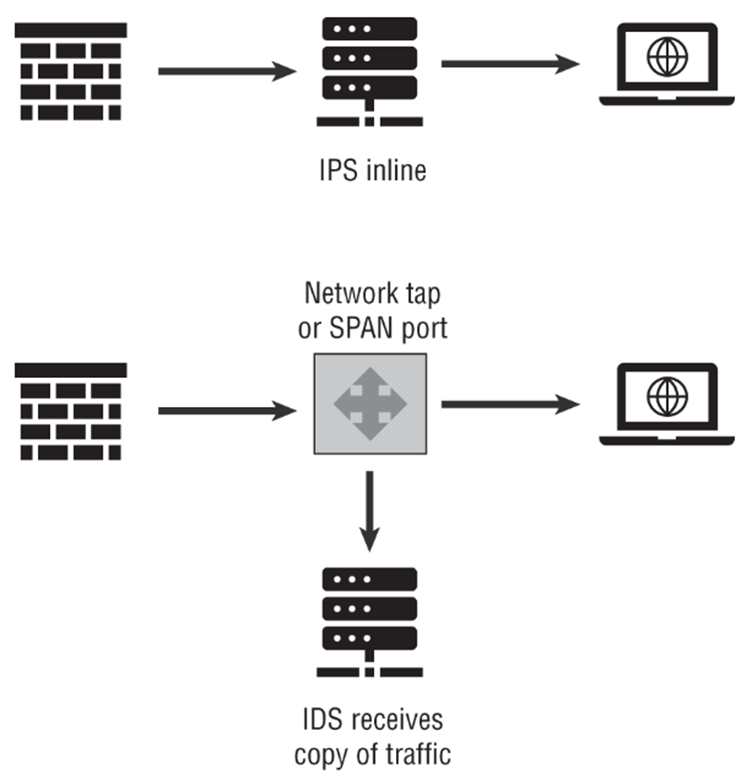 IPS inline
Network tap
or SPAN port
IDS receives
copy of traffic